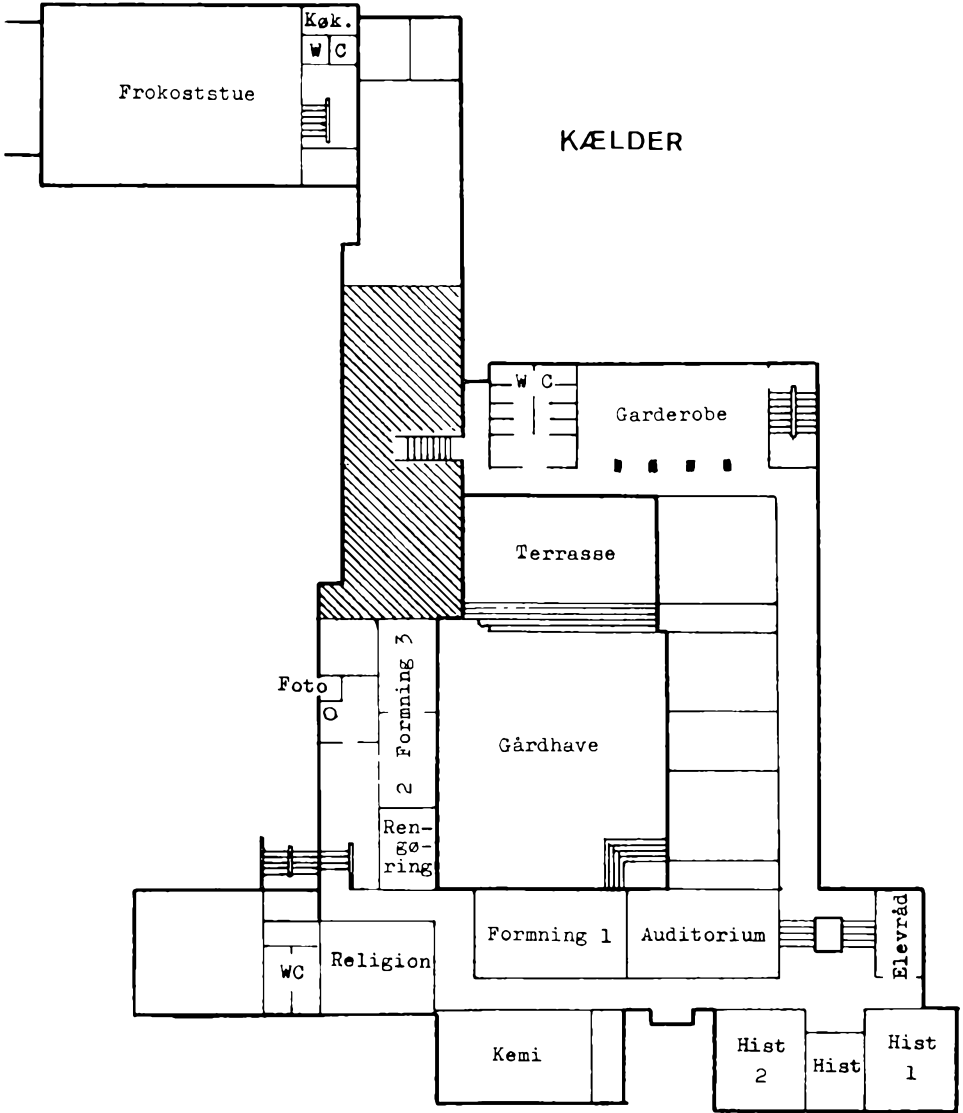 Køk.
W C
Frokoststue
KÆLDER
W C
Garderobe
Terrasse
Foto
2 Formning 3
Gårdhave
Ren-
gø-
ring
Formning 1
Auditorium
Elevråd
Religion
WC
Kemi
Hist
2
Hist
Hist
1